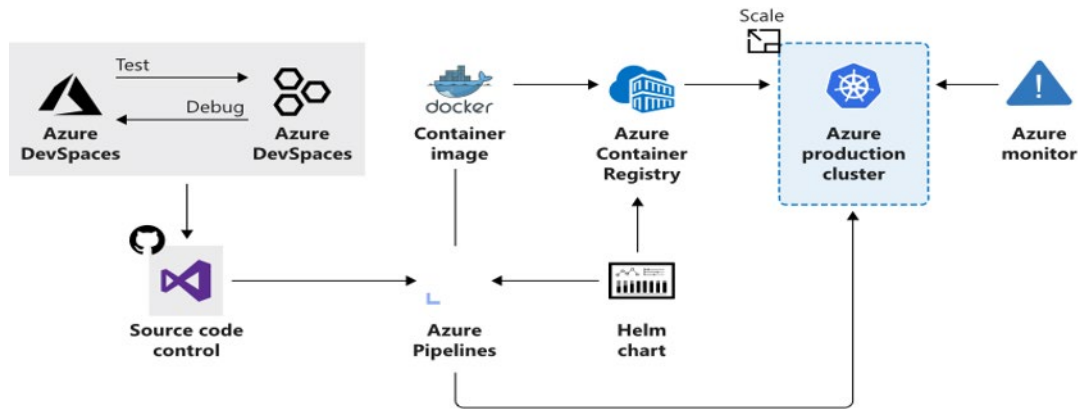 Scale
Test
Debug
Azure
DevSpaces
Azure
DevSpaces
docker
Container
image
Azure
Container
Registry
Azure
production
cluster
!
Azure
monitor
Source code
control
Azure
Pipelines
Helm
chart